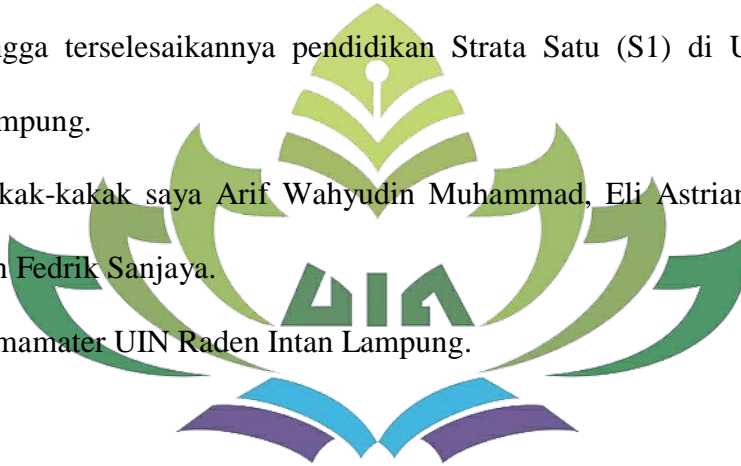 ngga terselesaikannya pendidikan Strata Satu (S1) di U
mpung.
kak-kakak saya Arif Wahyudin Muhammad, Eli Astrian
n Fedrik Sanjaya.
UIN
mamater UIN Raden Intan Lampung.